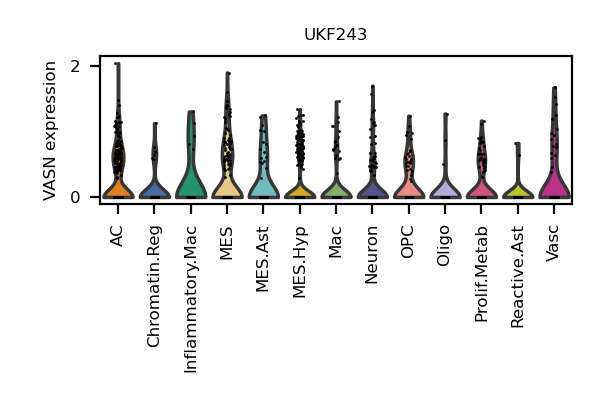 UKF243
VASN expression
2
0
AC
Chromatin.Reg
Inflammatory.Mac
MES
MES.Ast
MES.Hyp
Mac
Neuron
OPC
Oligo
Prolif.Metab
Reactive.Ast
Vasc